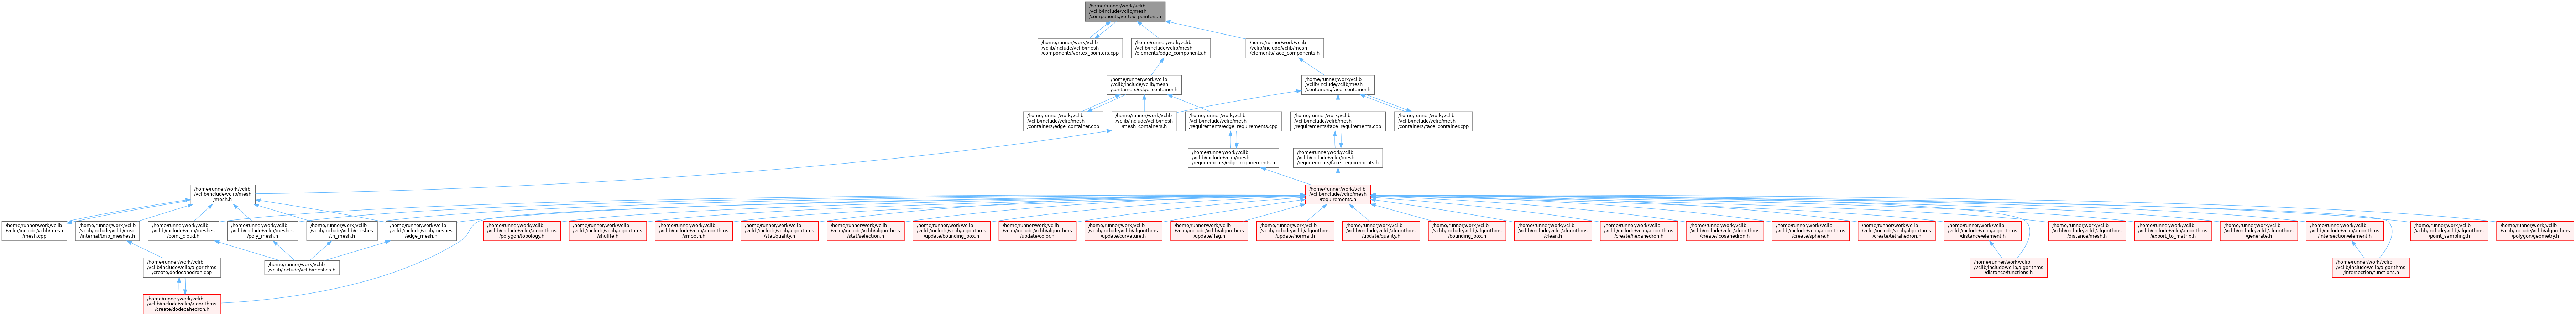 /home/runner/work/vclib
/vclib/include/vclib/mesh
/components/vertex_pointers.h
/home/runner/work/vclib
/vclib/include/vclib/mesh
/components/vertex_pointers.cpp
/home/runner/work/vclib
/vclib/include/vclib/mesh
/elements/edge_components.h
/home/runner/work/vclib
/vclib/include/vclib/mesh
/elements/face_components.h
/home/runner/work/vclib
/vclib/include/vclib/mesh
/containers/edge_container.h
/home/runner/work/vclib
/vclib/include/vclib/mesh
/containers/face_container.h
/home/runner/work/vclib
/vclib/include/vclib/mesh
/containers/edge_container.cpp
/home/runner/work/vclib
/vclib/include/vclib/mesh
/mesh_containers.h
/home/runner/work/vclib
/vclib/include/vclib/mesh
/requirements/edge_requirements.cpp
/home/runner/work/vclib
/vclib/include/vclib/mesh
/requirements/face_requirements.cpp
/home/runner/work/vclib
/vclib/include/vclib/mesh
/containers/face_container.cpp
/home/runner/work/vclib
/vclib/include/vclib/mesh
/requirements/edge_requirements.h
/home/runner/work/vclib
/vclib/include/vclib/mesh
/requirements/face_requirements.h
/home/runner/work/vclib
/vclib/include/vclib/mesh
/mesh.h
/home/runner/work/vclib
/vclib/include/vclib/mesh
/requirements.h
/home/runner/work/vclib
/vclib/include/vclib/mesh
/mesh.cpp
/home/runner/work/vclib
/vclib/include/vclib/misc
/internal/tmp_meshes.h
/home/runner/work/vclib
/vclib/include/vclib/meshes
/point_cloud.h
/home/runner/work/vclib
/vclib/include/vclib/meshes
/poly_mesh.h
/home/runner/work/vclib
/vclib/include/vclib/meshes
/tri_mesh.h
/home/runner/work/vclib
/vclib/include/vclib/meshes
/edge_mesh.h
/home/runner/work/vclib
/vclib/include/vclib/algorithms
/polygon/topology.h
/home/runner/work/vclib
/vclib/include/vclib/algorithms
/shuffle.h
/home/runner/work/vclib
/vclib/include/vclib/algorithms
/smooth.h
/home/runner/work/vclib
/vclib/include/vclib/algorithms
/stat/quality.h
/home/runner/work/vclib
/vclib/include/vclib/algorithms
/stat/selection.h
/home/runner/work/vclib
/vclib/include/vclib/algorithms
/update/bounding_box.h
/home/runner/work/vclib
/vclib/include/vclib/algorithms
/update/color.h
/home/runner/work/vclib
/vclib/include/vclib/algorithms
/update/curvature.h
/home/runner/work/vclib
/vclib/include/vclib/algorithms
/update/flag.h
/home/runner/work/vclib
/vclib/include/vclib/algorithms
/update/normal.h
/home/runner/work/vclib
/vclib/include/vclib/algorithms
/update/quality.h
/home/runner/work/vclib
/vclib/include/vclib/algorithms
/bounding_box.h
/home/runner/work/vclib
/vclib/include/vclib/algorithms
/clean.h
/home/runner/work/vclib
/vclib/include/vclib/algorithms
/create/hexahedron.h
/home/runner/work/vclib
/vclib/include/vclib/algorithms
/create/icosahedron.h
/home/runner/work/vclib
/vclib/include/vclib/algorithms
/create/sphere.h
/home/runner/work/vclib
/vclib/include/vclib/algorithms
/create/tetrahedron.h
/home/runner/work/vclib
/vclib/include/vclib/algorithms
/distance/element.h
/home/runner/work/vclib
/vclib/include/vclib/algorithms
/distance/mesh.h
/home/runner/work/vclib
/vclib/include/vclib/algorithms
/export_to_matrix.h
/home/runner/work/vclib
/vclib/include/vclib/algorithms
/generate.h
/home/runner/work/vclib
/vclib/include/vclib/algorithms
/intersection/element.h
/home/runner/work/vclib
/vclib/include/vclib/algorithms
/point_sampling.h
/home/runner/work/vclib
/vclib/include/vclib/algorithms
/polygon/geometry.h
/home/runner/work/vclib
/vclib/include/vclib/algorithms
/create/dodecahedron.cpp
/home/runner/work/vclib
/vclib/include/vclib/meshes.h
/home/runner/work/vclib
/vclib/include/vclib/algorithms
/distance/functions.h
/home/runner/work/vclib
/vclib/include/vclib/algorithms
/intersection/functions.h
/home/runner/work/vclib
/vclib/include/vclib/algorithms
/create/dodecahedron.h